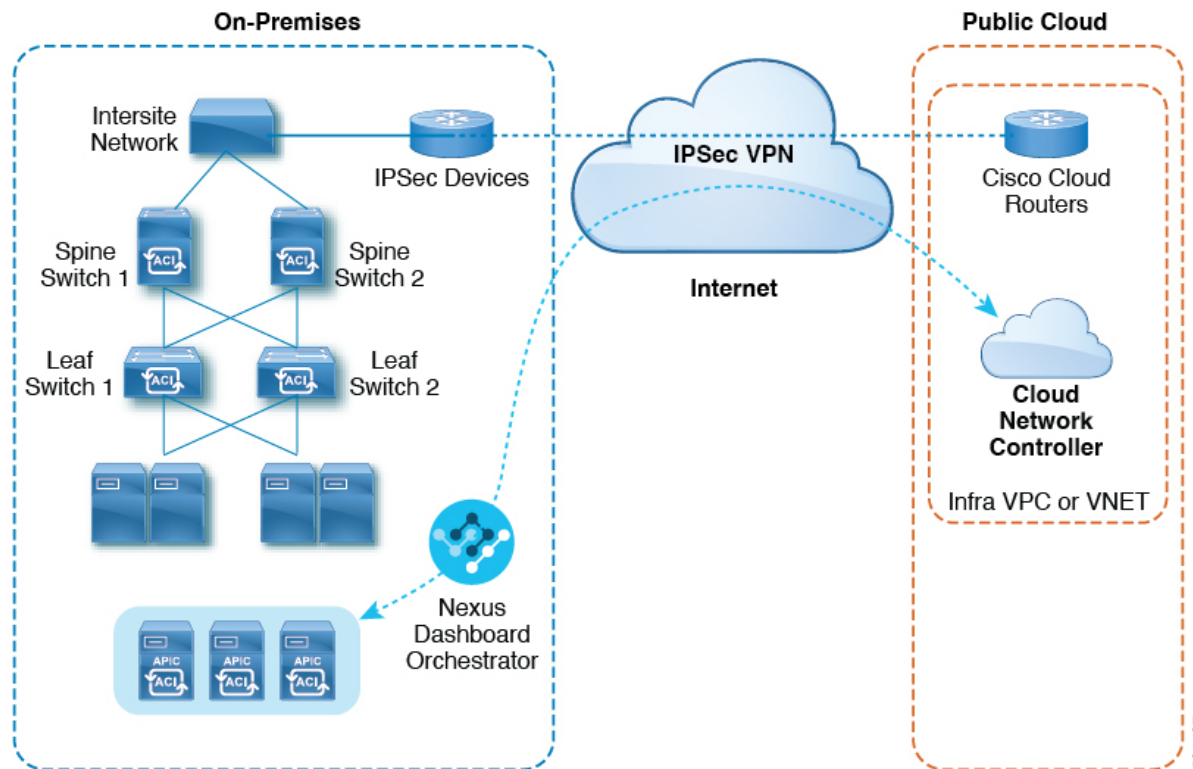 On-Premises
Public Cloud
Intersite
Network
IPSec Devices
IPSec VPN
Internet
Cisco Cloud
Routers
Spine
Switch 1
ACI
ACI
Spine
Switch 2
Leaf
Switch 1
ACI
ACI
Leaf
Switch 2
Cloud
Network
Controller
Infra VPC or VNET
Nexus
Dashboard
Orchestrator
APIC
ACI
APIC
ACI
APIC
ACI